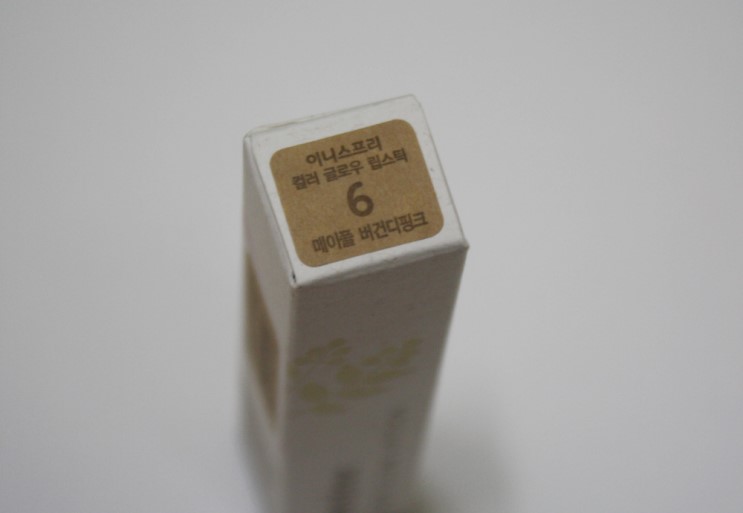 이니스프리
컬러 글로우 립스틱
6
메이플 버건디핑크